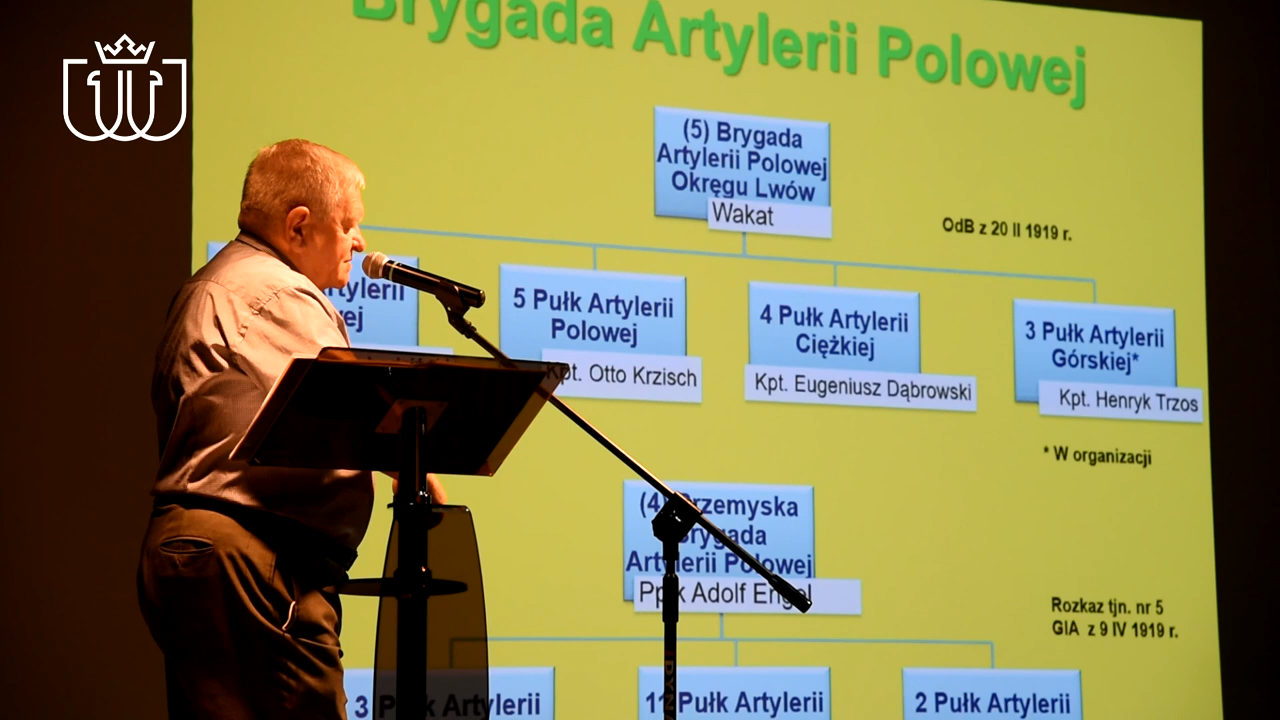 Brygada Artylerii Polowej
(5) Brygada
Artylerii Polowej
Okręgu Lwów
Wakat
OdB z 20 II 1919 r.
5 Pułk Artylerii
Polowej
Kpt. Otto Krzisch
4 Pułk Artylerii
Ciężkiej
Kpt. Eugeniusz Dąbrowski
3 Pułk Artylerii
Górskiej*
Kpt. Henryk Trzos
* W organizacji
(4) Przemyska
Brygada
Artylerii Polowej
Ppłk Adolf Engel
Rozkaz tjn. nr 5
GIA z 9 IV 1919 r.
3 Pułk Artylerii
11 Pułk Artylerii
2 Pułk Artylerii